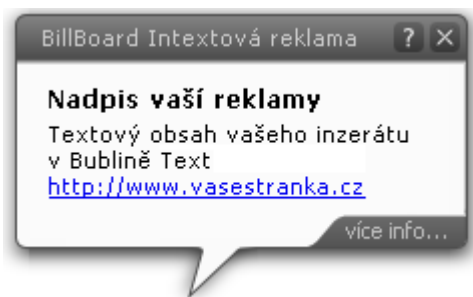 BillBoard Intextová reklama ? ×
Nadpis vaší reklamy
Textový obsah vašeho inzerátu
v Bublině Text
http://www.vasestranka.cz
více info...